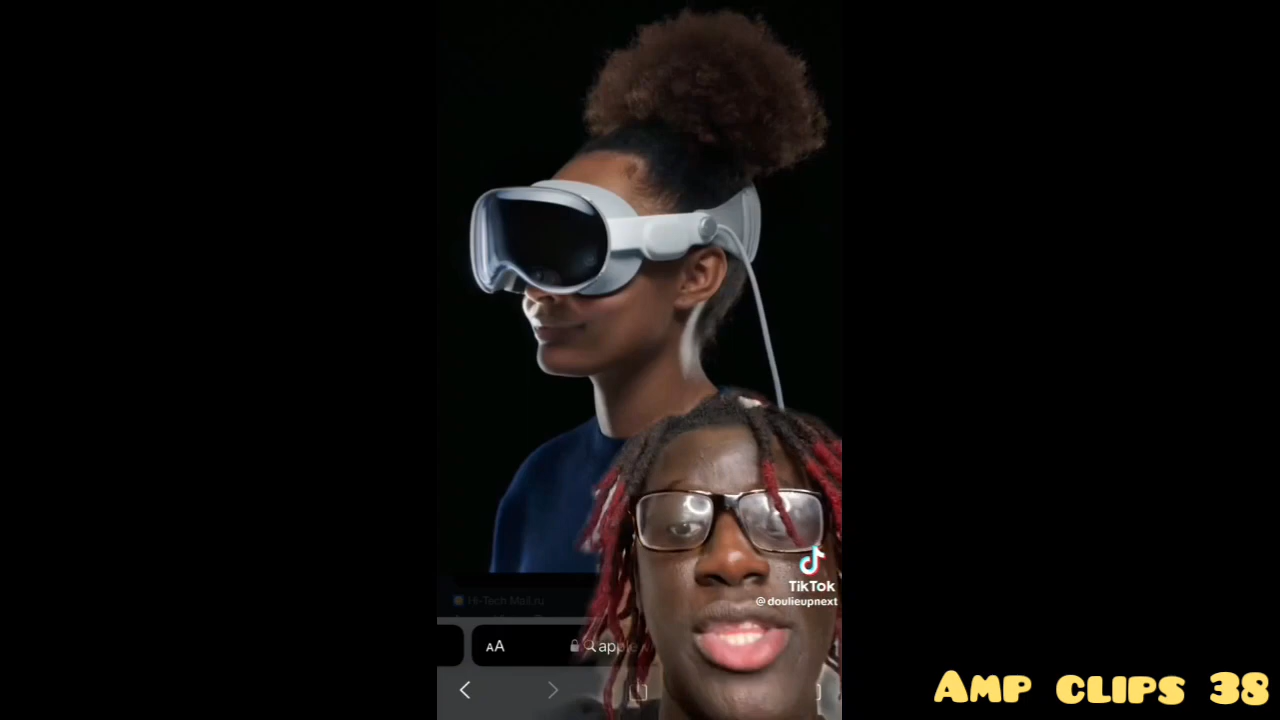 Hi-Tech Mail.ru
AA
apple
TikTok
@doulieupnext
Amp clips 38